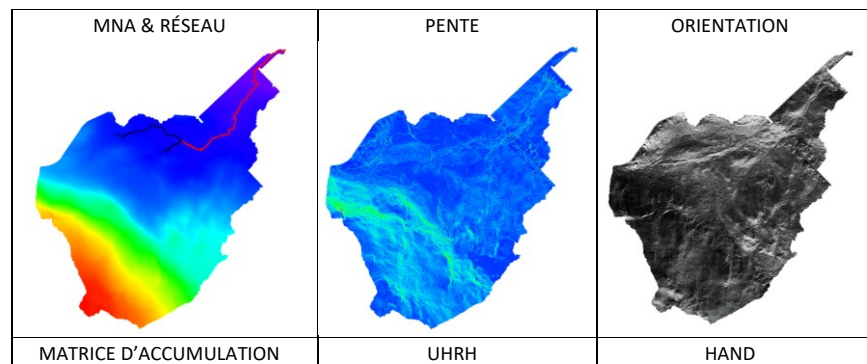 MNA & RÉSEAU
PENTE
ORIENTATION
MATRICE D'ACCUMULATION
UHRH
HAND